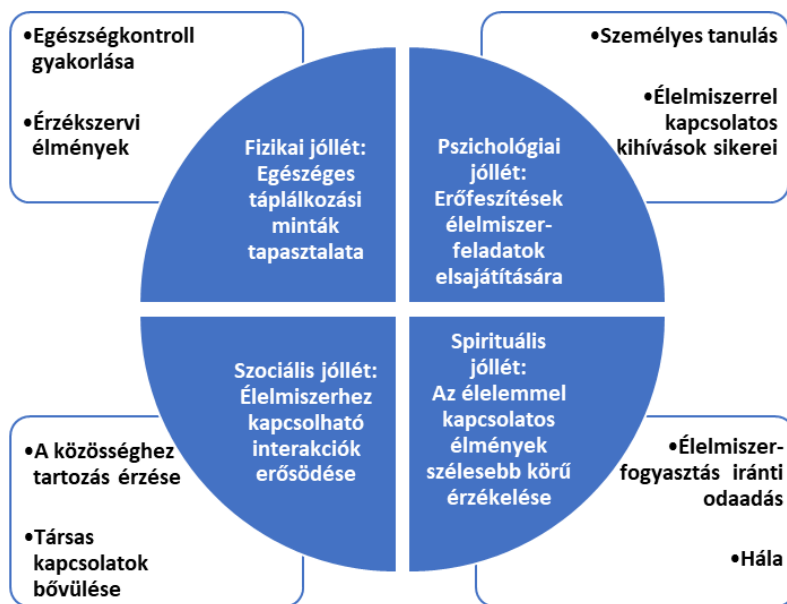 •Egészségkontroll
gyakorlása
•Érzékszervi
élmények
•Személyes tanulás
•Élelmiszerrel
kapcsolatos
kihívások sikerei
Fizikai jóllét:
Egészéges
táplálkozási
minták
tapasztalata
Pszichológiai
jóllét:
Erőfeszítések
élelmiszer-
feladatok
elsajátítására
Szociális jóllét:
Élelmiszerhez
kapcsolható
interakciók
erősödése
Spirituális
jóllét:
Az élelemmel
kapcsolatos
élmények
szélesebb körű
érzékelése
•A közösséghez
tartozás érzése
•Társas
kapcsolatok
bővülése
•Élelmiszer-
fogyasztás iránti
odaadás
•Hála